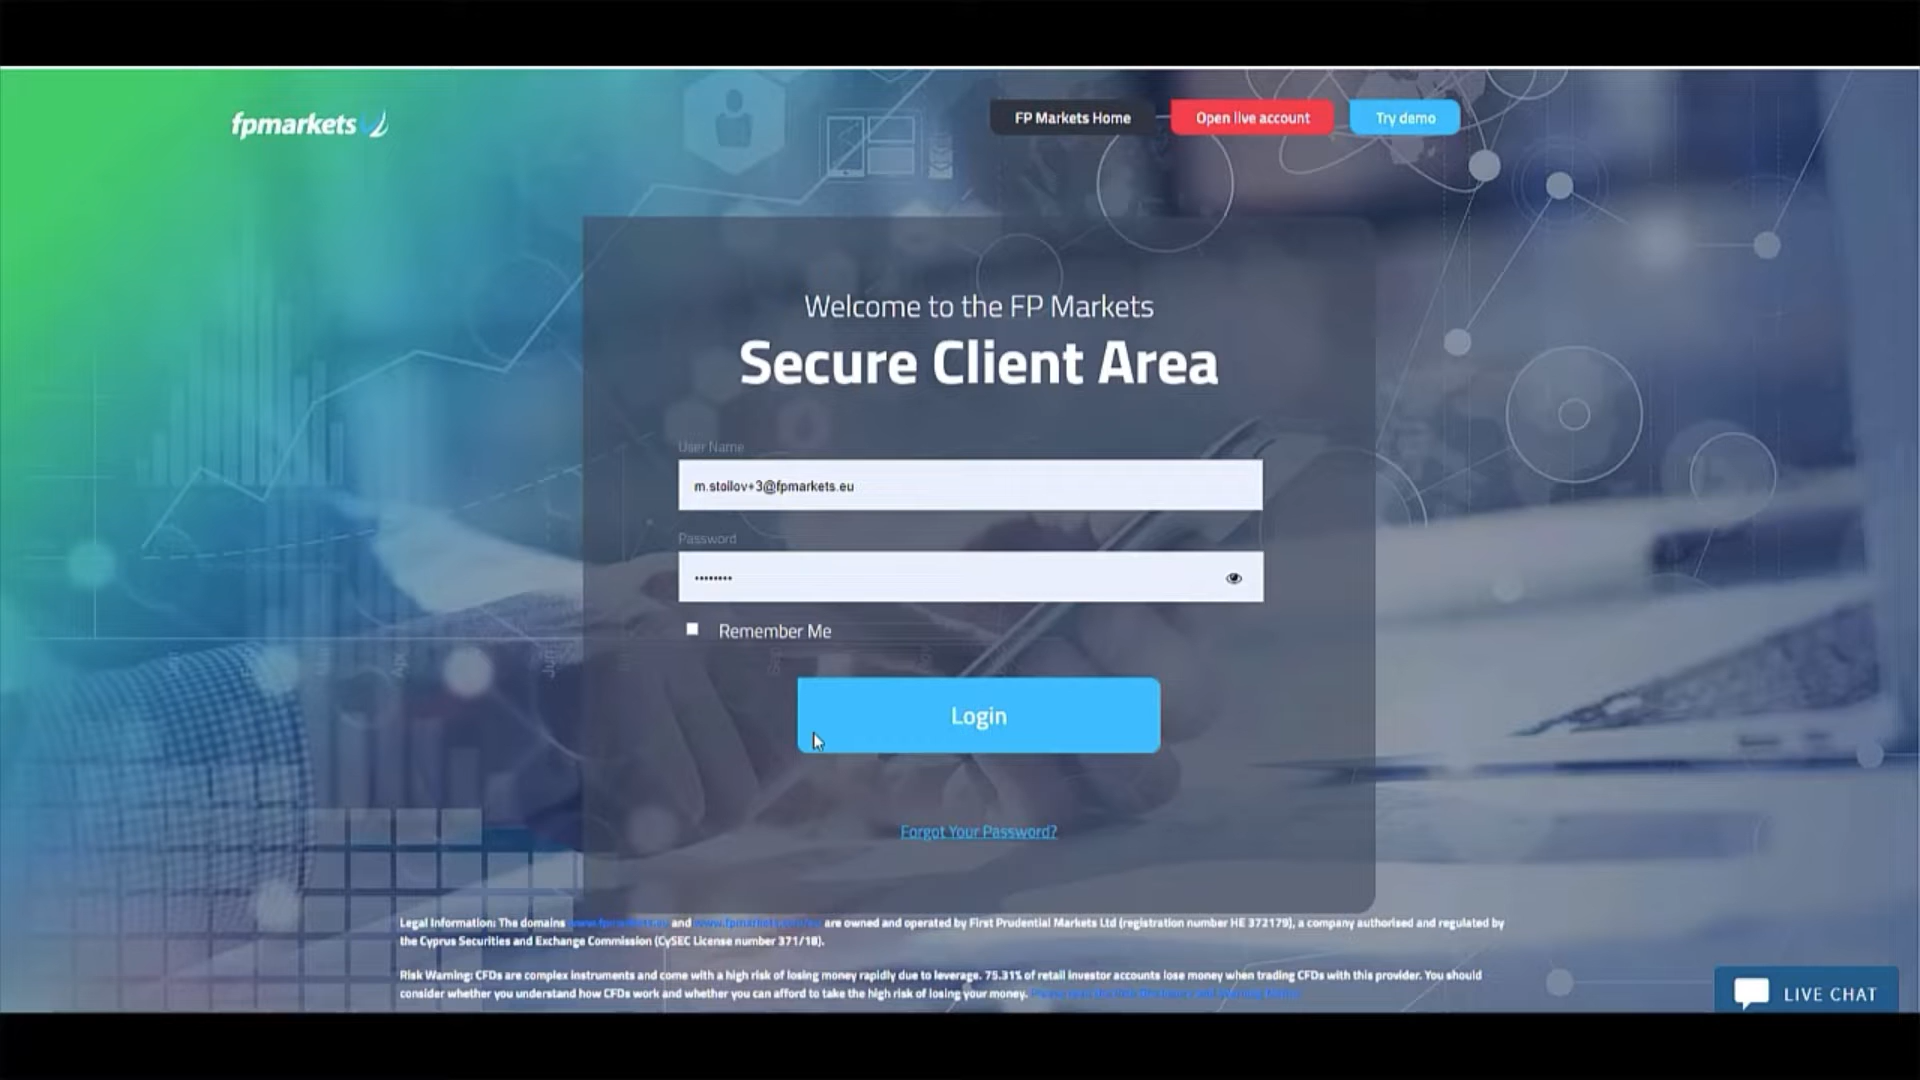 fpmarkets
FP Markets Home
Open live account
Try demo
Welcome to the FP Markets
Secure Client Area
User Name
m.stoilov+3@fpmarkets.eu
Password
••••••••
Remember Me
Login
Forgot Your Password?
Legal Information: The domains www.fpmarkets.eu and are owned and operated by First Prudential Markets Ltd (registration number HE 372179), a company authorised and regulated by
the Cyprus Securities and Exchange Commission (CySEC License number 371/18).
Risk Warning: CFDs are complex instruments and come with a high risk of losing money rapidly due to leverage. 75.31% of retail investor accounts lose money when trading CFDs with this provider. You should
consider whether you understand how CFDs work and whether you can afford to take the high risk of losing your money.
LIVE CHAT